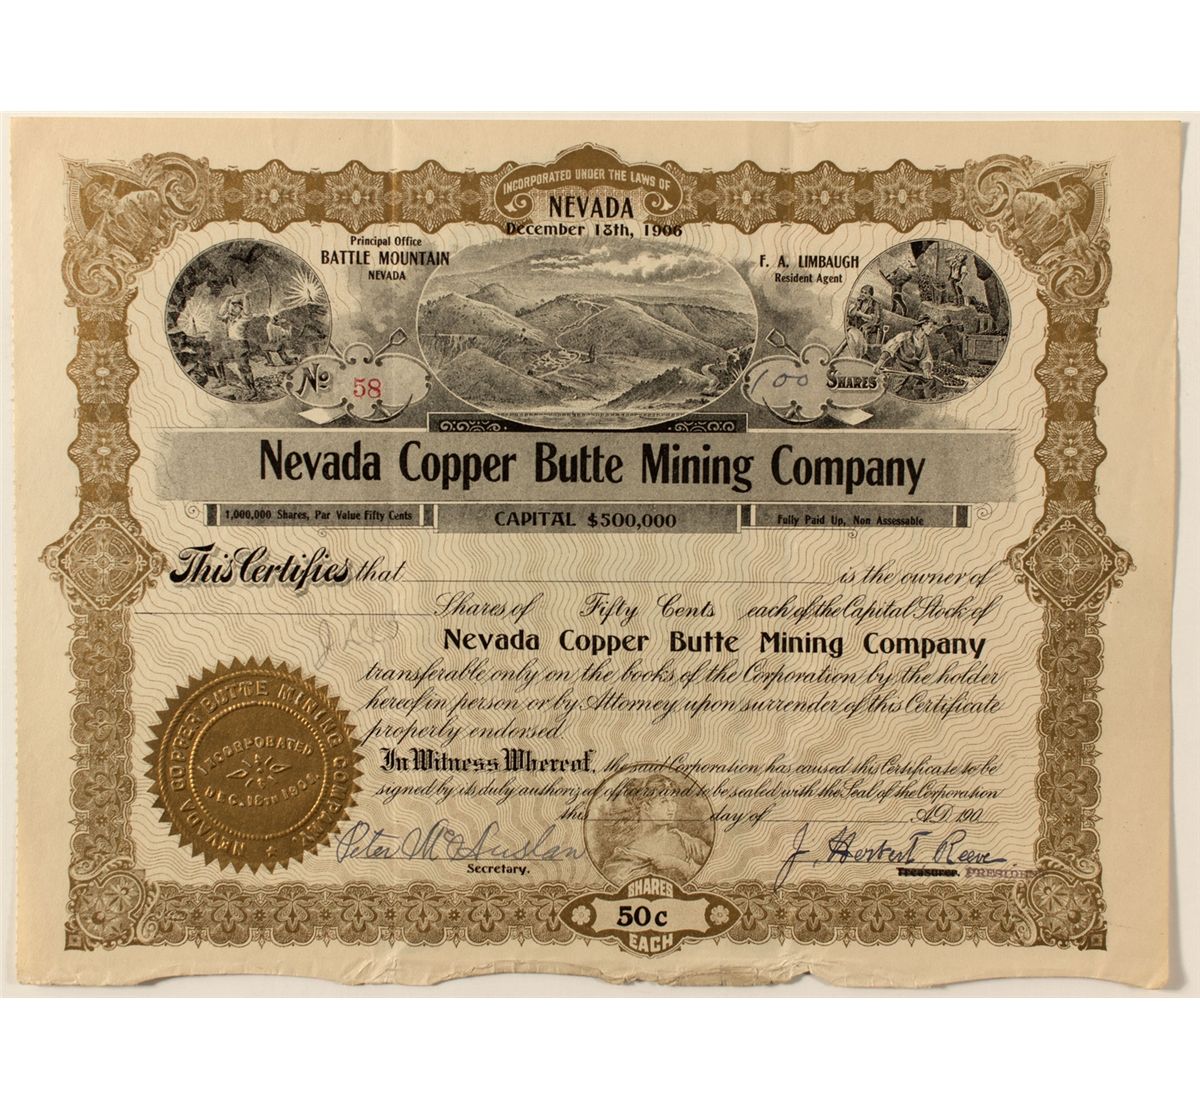 INCORPORATED UNDER THE LAWS OF
NEVADA
December 18th, 1906
Principal Office
BATTLE MOUNTAIN
NEVADA
F. A. LIMBAUGH
Resident Agent
No 58
100 SHARES
Nevada Copper Butte Mining Company
1,000,000 Shares, Par Value Fifty Cents
CAPITAL $500,000
Fully Paid Up, Non Assessable
This Certifies that is the owner of
Shares of Fifty Cents each of the Capital Stock of
Nevada Copper Butte Mining Company
transferable only on the books of the Corporation by the holder
hereof in person or by Attorney, upon surrender of this Certificate
properly endorsed.
In Witness Whereof, the said Corporation has caused this Certificate to be
signed by its duly authorized officers and to be sealed with the Seal of the Corporation
this day of A.D. 190
NEVADA COPPER BUTTE MINING COMPANY
INCORPORATED
DEC. 18TH 1906.
Peter McAuslan
Secretary.
J. Herbert Reeve
Treasurer. PRESIDENT
SHARES
50c
EACH